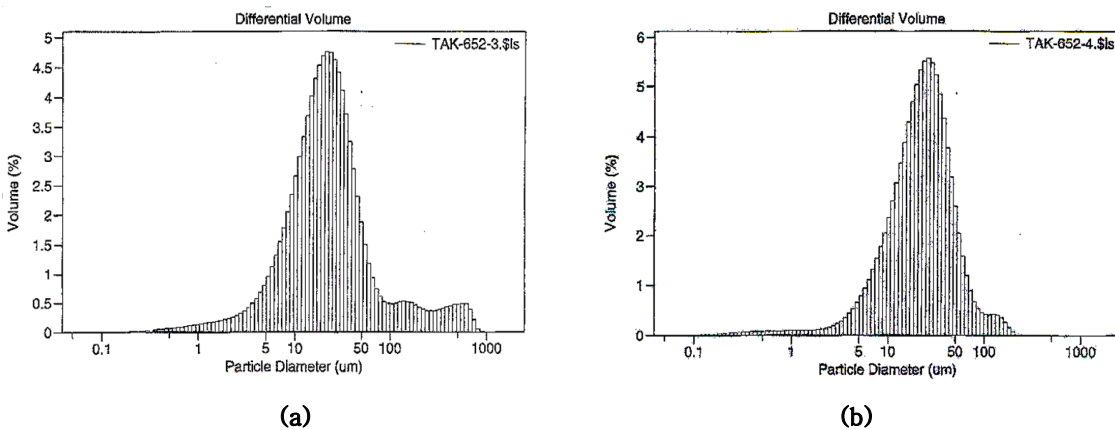 Differential Volume
TAK-652-3.$ls
5
4.5
4
3.5
3
2.5
2
1.5
1
0.5
0
Volume (%)
0.1 1 5 10 50 100 1000
Particle Diameter (um)
(a)
Differential Volume
TAK-652-4.$ls
6
5
4
3
2
1
0
Volume (%)
0.1 1 5 10 50 100 1000
Particle Diameter (um)
(b)